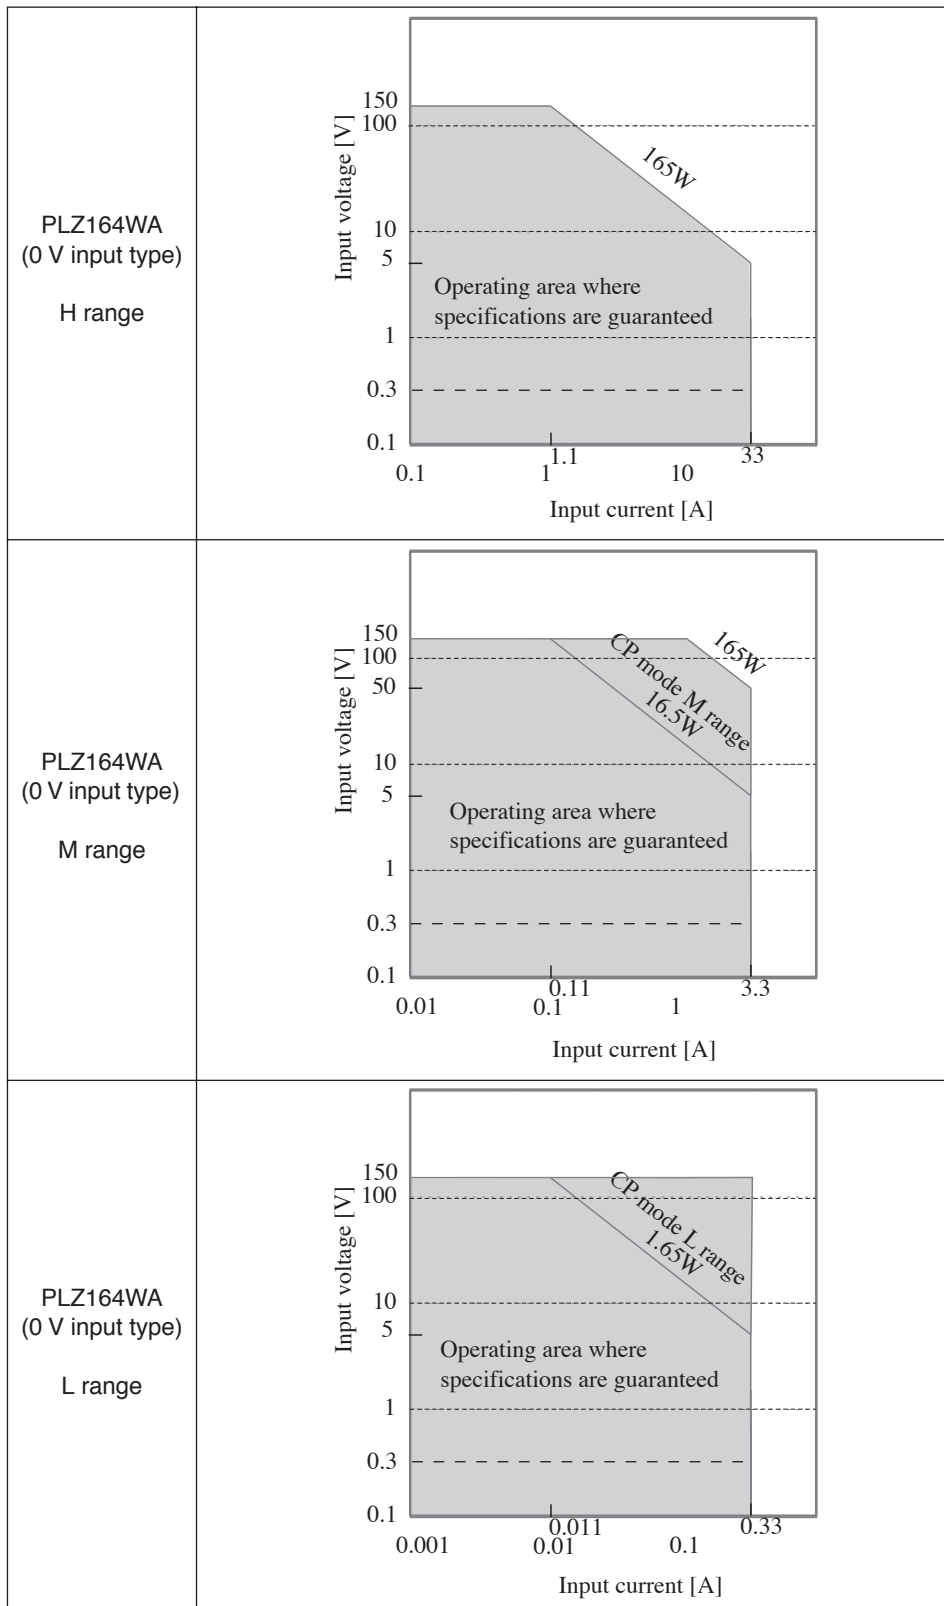 PLZ164WA
(0 V input type)
H range
Input voltage [V]
150
100
10
5
1
0.3
0.1
165W
Operating area where
specifications are guaranteed
1.1
33
0.1
1
10
Input current [A]
PLZ164WA
(0 V input type)
M range
Input voltage [V]
150
100
50
10
5
1
0.3
0.1
165W
CP mode M range
16.5W
Operating area where
specifications are guaranteed
0.11
3.3
0.01
0.1
1
Input current [A]
PLZ164WA
(0 V input type)
L range
Input voltage [V]
150
100
10
5
1
0.3
0.1
CP mode L range
1.65W
Operating area where
specifications are guaranteed
0.011
0.33
0.001
0.01
0.1
Input current [A]